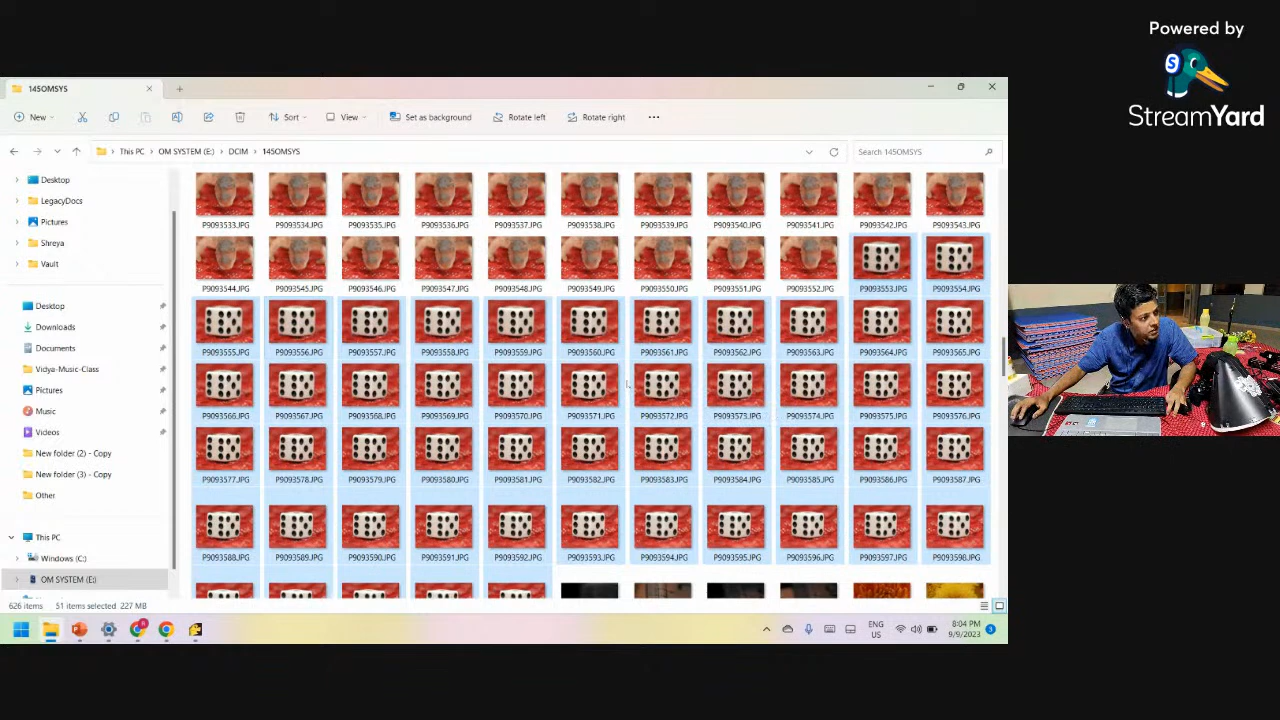 Powered by
StreamYard
145OMSYS
New
Sort
View
Set as background
Rotate left
Rotate right
This PC > OM SYSTEM (E:) > DCIM > 145OMSYS
Search 145OMSYS
Desktop
LegacyDocs
Pictures
Shreya
Vault
Desktop
Downloads
Documents
Vidya-Music-Class
Pictures
Music
Videos
New folder (2) - Copy
New folder (3) - Copy
Other
This PC
Windows (C:)
OM SYSTEM (E:)
P9093533.JPG P9093534.JPG P9093535.JPG P9093536.JPG P9093537.JPG P9093538.JPG P9093539.JPG P9093540.JPG P9093541.JPG P9093542.JPG P9093543.JPG
P9093544.JPG P9093545.JPG P9093546.JPG P9093547.JPG P9093548.JPG P9093549.JPG P9093550.JPG P9093551.JPG P9093552.JPG P9093553.JPG P9093554.JPG
P9093555.JPG P9093556.JPG P9093557.JPG P9093558.JPG P9093559.JPG P9093560.JPG P9093561.JPG P9093562.JPG P9093563.JPG P9093564.JPG P9093565.JPG
P9093566.JPG P9093567.JPG P9093568.JPG P9093569.JPG P9093570.JPG P9093571.JPG P9093572.JPG P9093573.JPG P9093574.JPG P9093575.JPG P9093576.JPG
P9093577.JPG P9093578.JPG P9093579.JPG P9093580.JPG P9093581.JPG P9093582.JPG P9093583.JPG P9093584.JPG P9093585.JPG P9093586.JPG P9093587.JPG
P9093588.JPG P9093589.JPG P9093590.JPG P9093591.JPG P9093592.JPG P9093593.JPG P9093594.JPG P9093595.JPG P9093596.JPG P9093597.JPG P9093598.JPG
626 items 51 items selected 227 MB
ENG
US
8:04 PM
9/9/2023
3